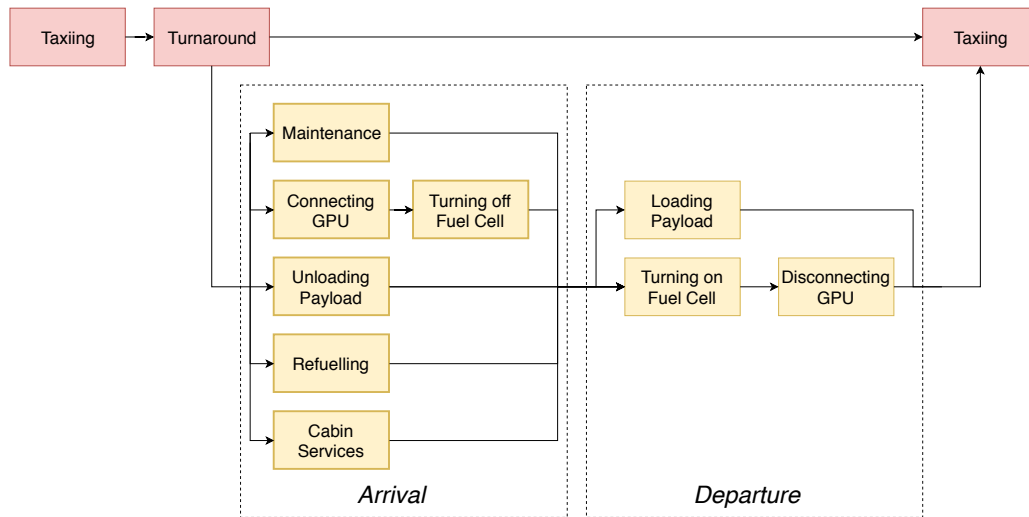 Taxiing
Turnaround
Taxiing
Maintenance
Connecting
GPU
Turning off
Fuel Cell
Unloading
Payload
Refuelling
Cabin
Services
Arrival
Loading
Payload
Turning on
Fuel Cell
Disconnecting
GPU
Departure